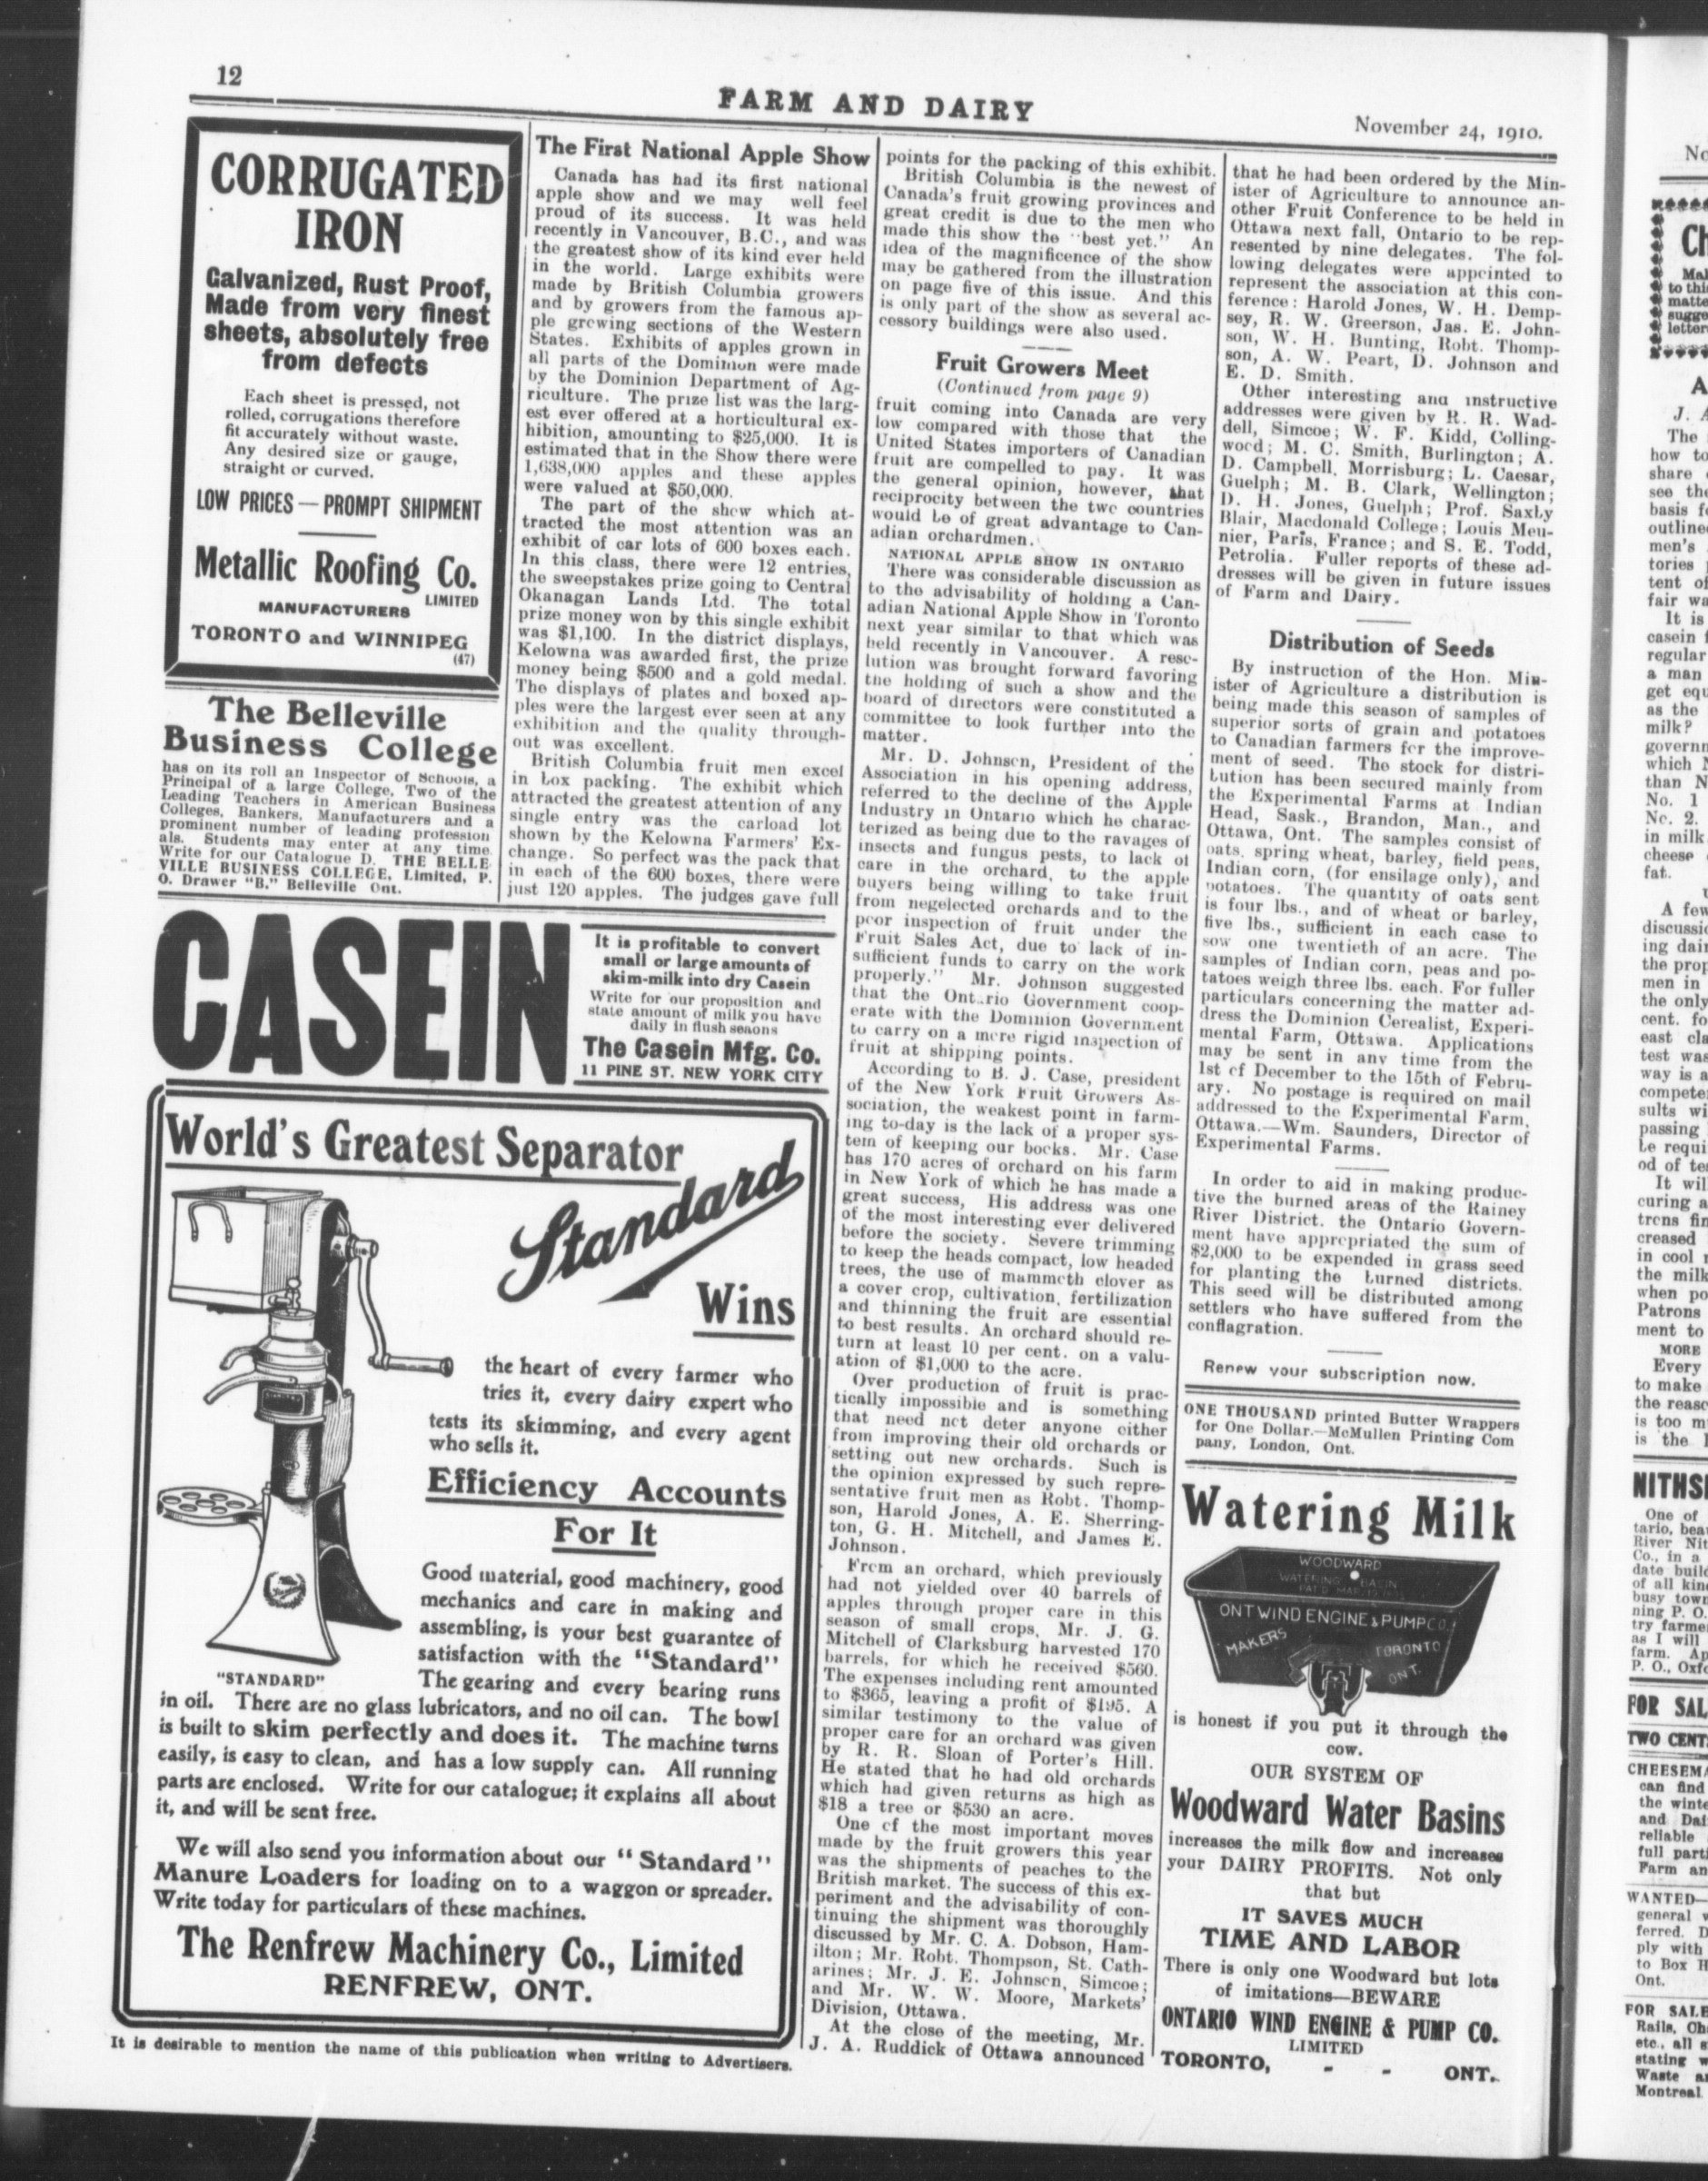 12
FARM AND DAIRY
November 24, 1910.
CORRUGATED
IRON
Galvanized, Rust Proof,
Made from very finest
sheets, absolutely free
from defects
Each sheet is pressed, not
rolled, corrugations therefore
fit accurately without waste.
Any desired size or gauge,
straight or curved.
LOW PRICES — PROMPT SHIPMENT
Metallic Roofing Co.
LIMITED
MANUFACTURERS
TORONTO and WINNIPEG
(47)
The Belleville
Business College
has on its roll an Inspector of Schools, a
Principal of a large College, Two of the
Leading Teachers in American Business
Colleges, Bankers, Manufacturers and a
prominent number of leading profession
als. Students may enter at any time.
Write for our Catalogue D. THE BELLE
VILLE BUSINESS COLLEGE, Limited, P.
O. Drawer "B," Belleville Ont.
The First National Apple Show
Canada has had its first national
apple show and we may well feel
proud of its success. It was held
recently in Vancouver, B.C., and was
the greatest show of its kind ever held
in the world. Large exhibits were
made by British Columbia growers
and by growers from the famous ap-
ple growing sections of the Western
States. Exhibits of apples grown in
all parts of the Dominion were made
by the Dominion Department of Ag-
riculture. The prize list was the larg-
est ever offered at a horticultural ex-
hibition, amounting to $25,000. It is
estimated that in the Show there were
1,638,000 apples and these apples
were valued at $50,000.
The part of the show which at-
tracted the most attention was an
exhibit of car lots of 600 boxes each.
In this class, there were 12 entries,
the sweepstakes prize going to Central
Okanagan Lands Ltd. The total
prize money won by this single exhibit
was $1,100. In the district displays,
Kelowna was awarded first, the prize
money being $500 and a gold medal.
The displays of plates and boxed ap-
ples were the largest ever seen at any
exhibition and the quality through-
out was excellent.
British Columbia fruit men excel
in box packing. The exhibit which
attracted the greatest attention of any
single entry was the carload lot
shown by the Kelowna Farmers' Ex-
change. So perfect was the pack that
in each of the 600 boxes, there were
just 120 apples. The judges gave full
points for the packing of this exhibit.
British Columbia is the newest of
Canada's fruit growing provinces and
great credit is due to the men who
made this show the "best yet." An
idea of the magnificence of the show
may be gathered from the illustration
on page five of this issue. And this
is only part of the show as several ac-
cessory buildings were also used.
Fruit Growers Meet
(Continued from page 9)
fruit coming into Canada are very
low compared with those that the
United States importers of Canadian
fruit are compelled to pay. It was
the general opinion, however, that
reciprocity between the two countries
would be of great advantage to Can-
adian orchardmen.
NATIONAL APPLE SHOW IN ONTARIO
There was considerable discussion as
to the advisability of holding a Can-
adian National Apple Show in Toronto
next year similar to that which was
held recently in Vancouver. A reso-
lution was brought forward favoring
the holding of such a show and the
board of directors were constituted a
committee to look further into the
matter.
Mr. D. Johnson, President of the
Association in his opening address,
referred to the decline of the Apple
Industry in Ontario which he charac-
terized as being due to the ravages of
insects and fungus pests, to lack of
care in the orchard, to the apple
buyers being willing to take fruit
from negelected orchards and to the
poor inspection of fruit under the
Fruit Sales Act, due to lack of in-
sufficient funds to carry on the work
properly." Mr. Johnson suggested
that the Ontario Government coop-
erate with the Dominion Government
to carry on a more rigid inspection of
fruit at shipping points.
According to B. J. Case, president
of the New York Fruit Growers As-
sociation, the weakest point in farm-
ing to-day is the lack of a proper sys-
tem of keeping our books. Mr. Case
has 170 acres of orchard on his farm
in New York of which he has made a
great success, His address was one
of the most interesting ever delivered
before the society. Severe trimming
to keep the heads compact, low headed
trees, the use of mammoth clover as
a cover crop, cultivation, fertilization
and thinning the fruit are essential
to best results. An orchard should re-
turn at least 10 per cent. on a valu-
ation of $1,000 to the acre.
Over production of fruit is prac-
tically impossible and is something
that need not deter anyone either
from improving their old orchards or
setting out new orchards. Such is
the opinion expressed by such repre-
sentative fruit men as Robt. Thomp-
son, Harold Jones, A. E. Sherring-
ton, G. H. Mitchell, and James E.
Johnson.
From an orchard, which previously
had not yielded over 40 barrels of
apples through proper care in this
season of small crops, Mr. J. G.
Mitchell of Clarksburg harvested 170
barrels, for which he received $560.
The expenses including rent amounted
to $365, leaving a profit of $195. A
similar testimony to the value of
proper care for an orchard was given
by R. R. Sloan of Porter's Hill.
He stated that he had old orchards
which had given returns as high as
$18 a tree or $530 an acre.
One of the most important moves
made by the fruit growers this year
was the shipments of peaches to the
British market. The success of this ex-
periment and the advisability of con-
tinuing the shipment was thoroughly
discussed by Mr. C. A. Dobson, Ham-
ilton; Mr. Robt. Thompson, St. Cath-
arines; Mr. J. E. Johnson, Simcoe;
and Mr. W. W. Moore, Markets'
Division, Ottawa.
At the close of the meeting, Mr.
J. A. Ruddick of Ottawa announced
that he had been ordered by the Min-
ister of Agriculture to announce an-
other Fruit Conference to be held in
Ottawa next fall, Ontario to be rep-
resented by nine delegates. The fol-
lowing delegates were appointed to
represent the association at this con-
ference: Harold Jones, W. H. Demp-
sey, R. W. Greerson, Jas. E. John-
son, W. H. Bunting, Robt. Thomp-
son, A. W. Peart, D. Johnson and
E. D. Smith.
Other interesting and instructive
addresses were given by R. R. Wad-
dell, Simcoe; W. F. Kidd, Colling-
wood; M. C. Smith, Burlington; A.
D. Campbell, Morrisburg; L. Caesar,
Guelph; M. B. Clark, Wellington;
D. H. Jones, Guelph; Prof. Saxby
Blair, Macdonald College; Louis Meu-
nier, Paris, France; and S. E. Todd,
Petrolia. Fuller reports of these ad-
dresses will be given in future issues
of Farm and Dairy.
Distribution of Seeds
By instruction of the Hon. Min-
ister of Agriculture a distribution is
being made this season of samples of
superior sorts of grain and potatoes
to Canadian farmers for the improve-
ment of seed. The stock for distri-
bution has been secured mainly from
the Experimental Farms at Indian
Head, Sask., Brandon, Man., and
Ottawa, Ont. The samples consist of
oats, spring wheat, barley, field peas,
Indian corn, (for ensilage only), and
potatoes. The quantity of oats sent
is four lbs., and of wheat or barley,
five lbs., sufficient in each case to
sow one twentieth of an acre. The
samples of Indian corn, peas and po-
tatoes weigh three lbs. each. For fuller
particulars concerning the matter ad-
dress the Dominion Cerealist, Experi-
mental Farm, Ottawa. Applications
may be sent in any time from the
1st of December to the 15th of Febru-
ary. No postage is required on mail
addressed to the Experimental Farm,
Ottawa.—Wm. Saunders, Director of
Experimental Farms.
In order to aid in making produc-
tive the burned areas of the Rainey
River District, the Ontario Govern-
ment have appropriated the sum of
$2,000 to be expended in grass seed
for planting the burned districts.
This seed will be distributed among
settlers who have suffered from the
conflagration.
Renew your subscription now.
ONE THOUSAND printed Butter Wrappers
for One Dollar.—McMullen Printing Com
pany, London, Ont.
CASEIN
It is profitable to convert
small or large amounts of
skim-milk into dry Casein
Write for our proposition and
state amount of milk you have
daily in flush seaons
The Casein Mfg. Co.
11 PINE ST. NEW YORK CITY
World's Greatest Separator
Standard
Wins
the heart of every farmer who
tries it, every dairy expert who
tests its skimming, and every agent
who sells it.
Efficiency Accounts
For It
Good material, good machinery, good
mechanics and care in making and
assembling, is your best guarantee of
satisfaction with the "Standard"
"STANDARD"
The gearing and every bearing runs
in oil. There are no glass lubricators, and no oil can. The bowl
is built to skim perfectly and does it. The machine turns
easily, is easy to clean, and has a low supply can. All running
parts are enclosed. Write for our catalogue; it explains all about
it, and will be sent free.
We will also send you information about our "Standard"
Manure Loaders for loading on to a waggon or spreader.
Write today for particulars of these machines.
The Renfrew Machinery Co., Limited
RENFREW, ONT.
Watering Milk
WOODWARD
WATERING BASIN
ONT WIND ENGINE & PUMP CO.
MAKERS
TORONTO
ONT.
is honest if you put it through the
cow.
OUR SYSTEM OF
Woodward Water Basins
increases the milk flow and increases
your DAIRY PROFITS. Not only
that but
IT SAVES MUCH
TIME AND LABOR
There is only one Woodward but lots
of imitations—BEWARE
ONTARIO WIND ENGINE & PUMP CO.
LIMITED
TORONTO, - - ONT.
It is desirable to mention the name of this publication when writing to Advertisers.